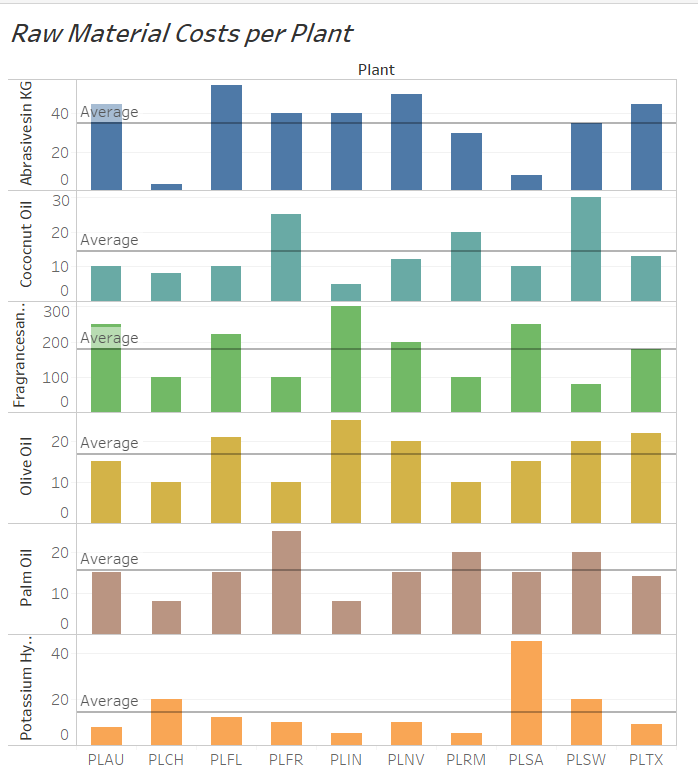 Raw Material Costs per Plant
Plant
Abrasivesin KG
40
20
0
Average
Cococnut Oil
30
20
10
0
Average
Fragrancesan..
300
200
100
0
Average
Olive Oil
20
10
0
Average
Palm Oil
20
10
0
Average
Potassium Hy..
40
20
0
Average
PLAU PLCH PLFL PLFR PLIN PLNV PLRM PLSA PLSW PLTX